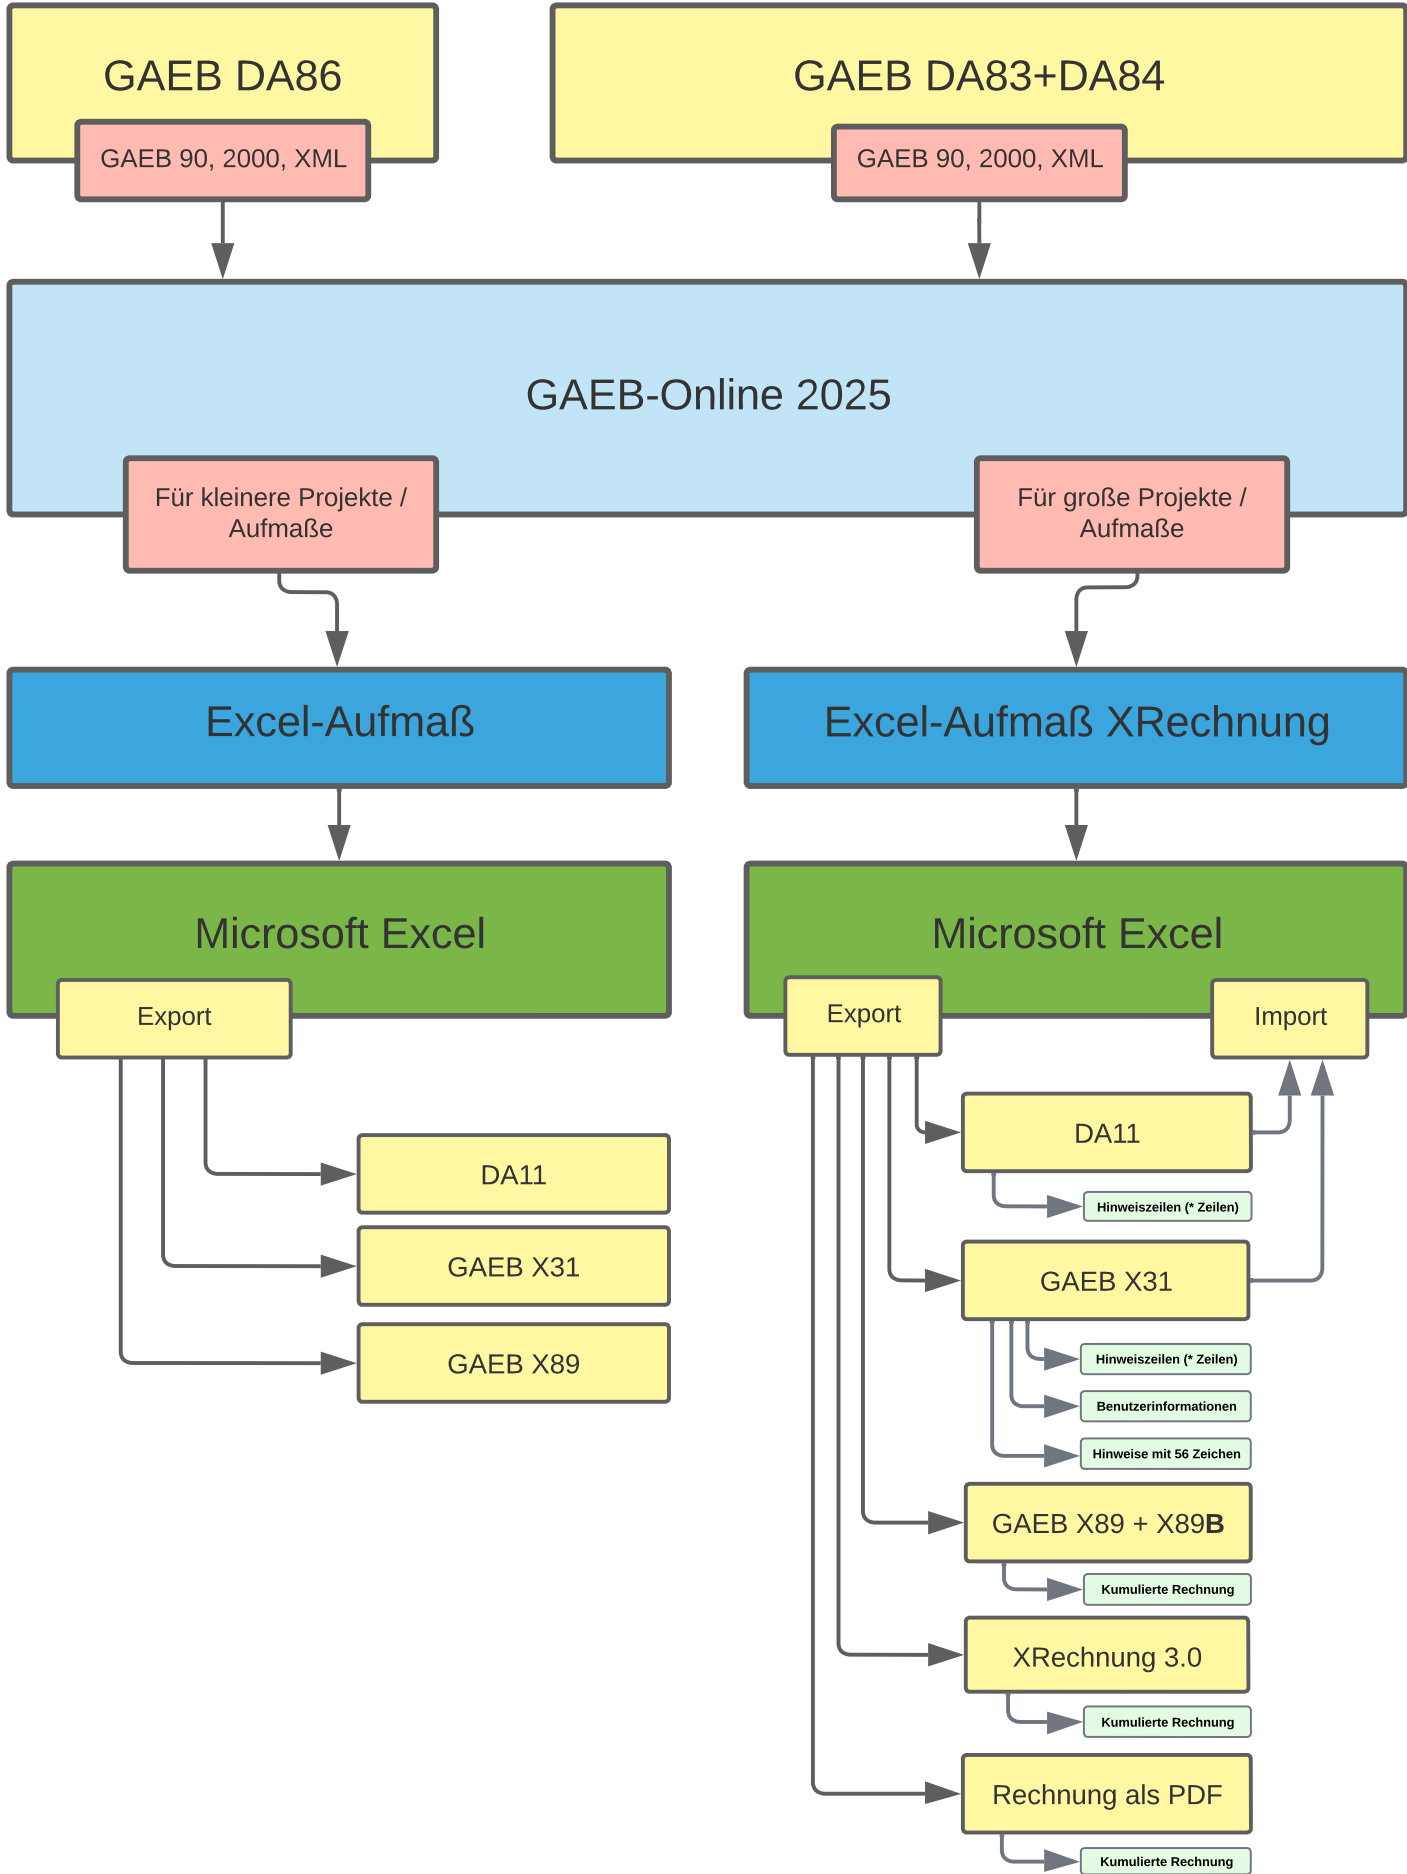 GAEB DA86
GAEB 90, 2000, XML
GAEB DA83+DA84
GAEB 90, 2000, XML
GAEB-Online 2025
Für kleinere Projekte /
Aufmaße
Für große Projekte /
Aufmaße
Excel-Aufmaß
Excel-Aufmaß XRechnung
Microsoft Excel
Export
DA11
GAEB X31
GAEB X89
Microsoft Excel
Export
Import
DA11
Hinweiszeilen (* Zeilen)
GAEB X31
Hinweiszeilen (* Zeilen)
Benutzerinformationen
Hinweise mit 56 Zeichen
GAEB X89 + X89B
Kumulierte Rechnung
XRechnung 3.0
Kumulierte Rechnung
Rechnung als PDF
Kumulierte Rechnung